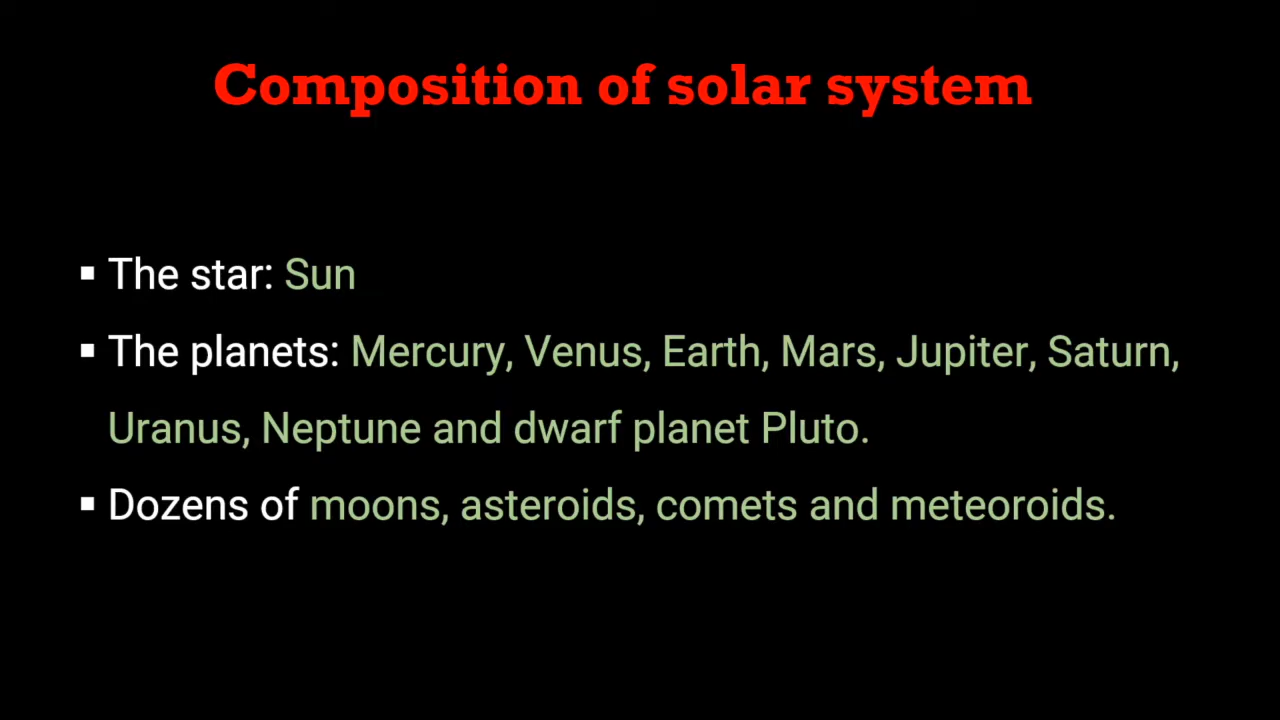 Composition of solar system
▪ The star: Sun
▪ The planets: Mercury, Venus, Earth, Mars, Jupiter, Saturn,
Uranus, Neptune and dwarf planet Pluto.
▪ Dozens of moons, asteroids, comets and meteoroids.